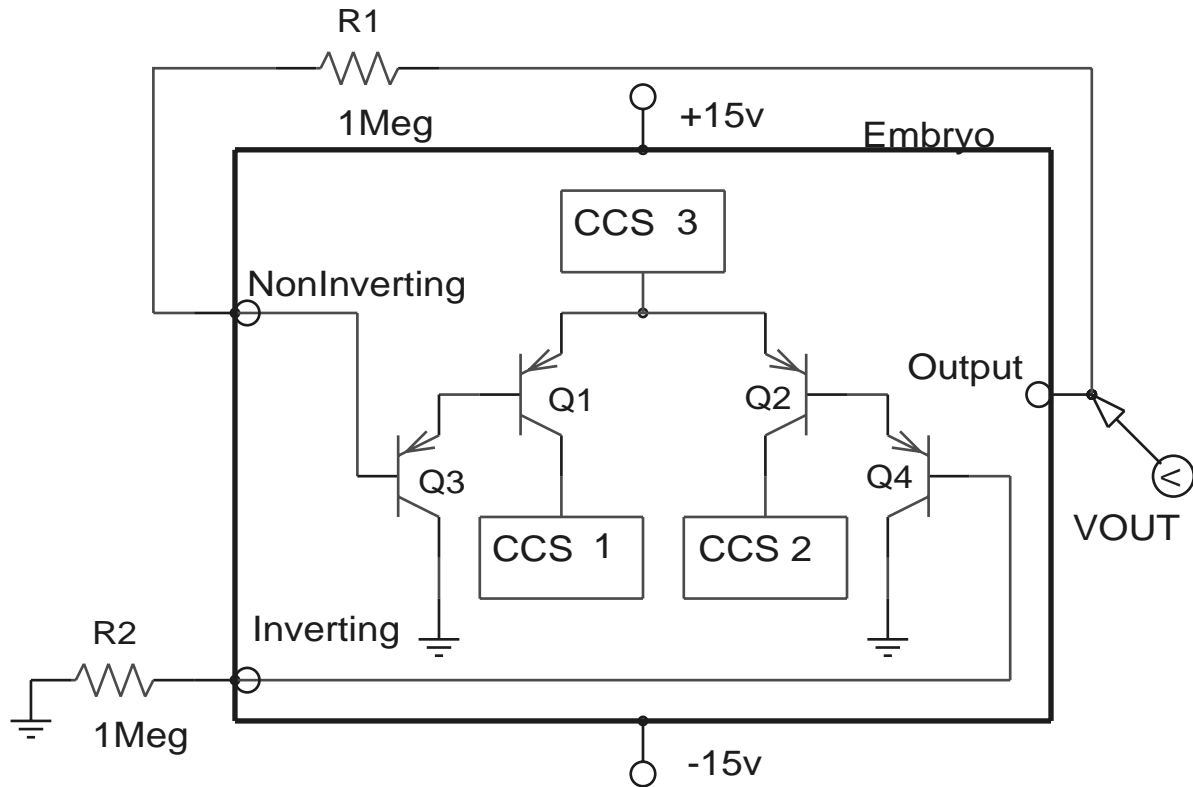 R1
1Meg
+15v
Embryo
CCS 3
NonInverting
Output
Q1
Q2
Q3
Q4
V
VOUT
CCS 1
CCS 2
R2
Inverting
1Meg
-15v